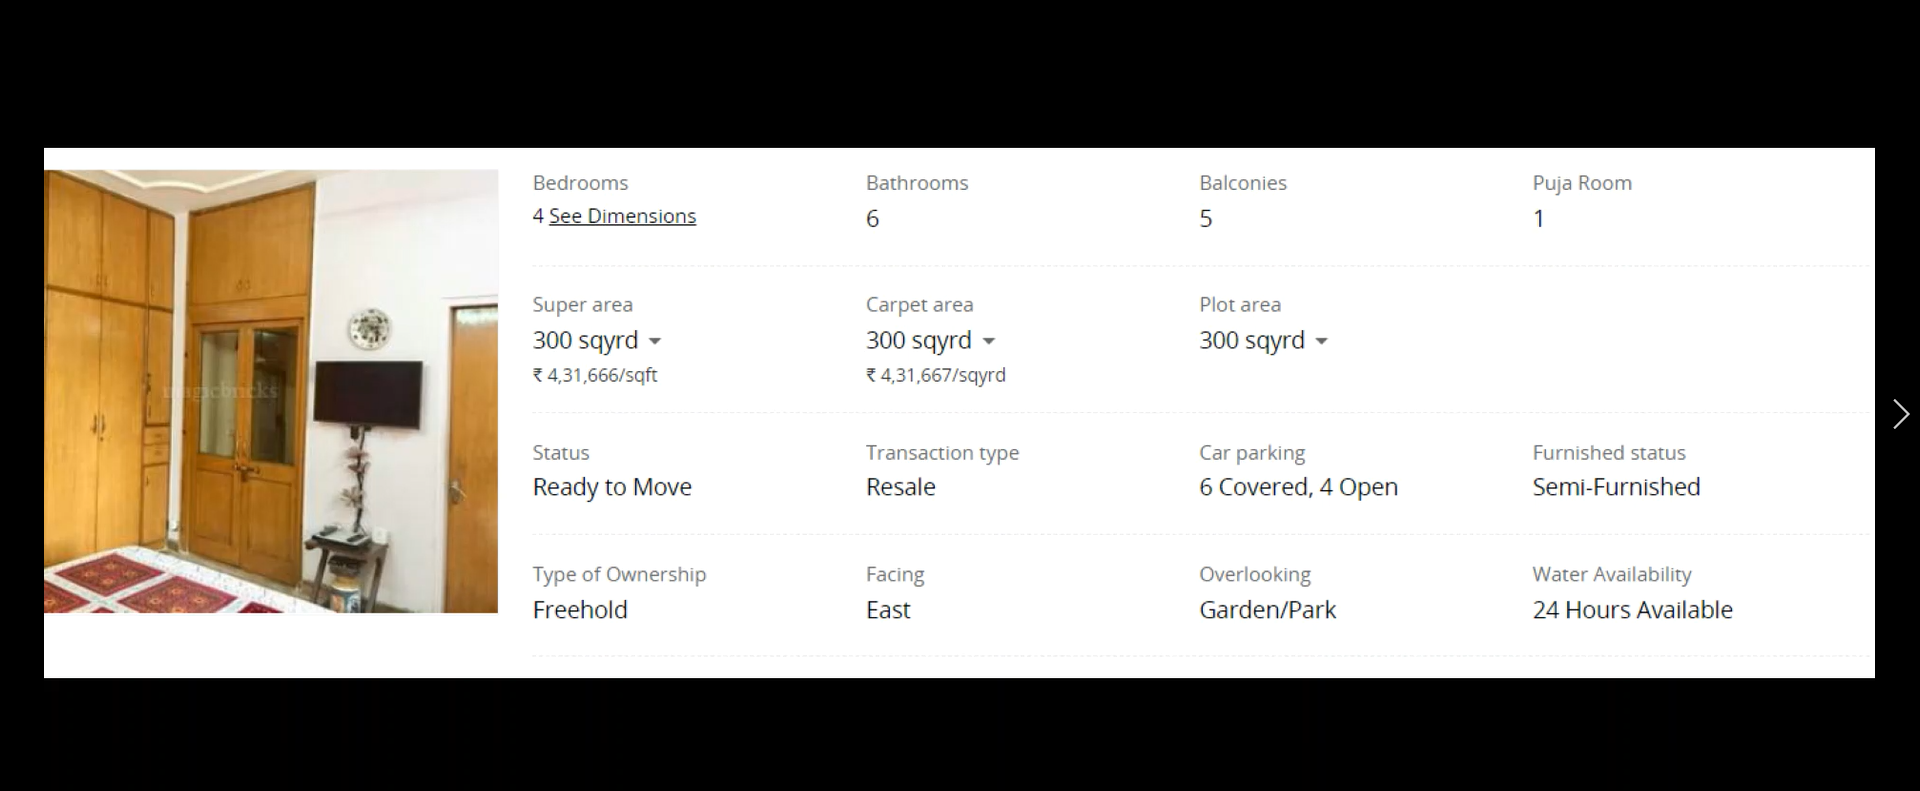 Bedrooms
4 See Dimensions
Bathrooms
6
Balconies
5
Puja Room
1
Super area
300 sqyrd
₹ 4,31,666/sqft
Carpet area
300 sqyrd
₹ 4,31,667/sqyrd
Plot area
300 sqyrd
Status
Ready to Move
Transaction type
Resale
Car parking
6 Covered, 4 Open
Furnished status
Semi-Furnished
Type of Ownership
Freehold
Facing
East
Overlooking
Garden/Park
Water Availability
24 Hours Available
magicbricks